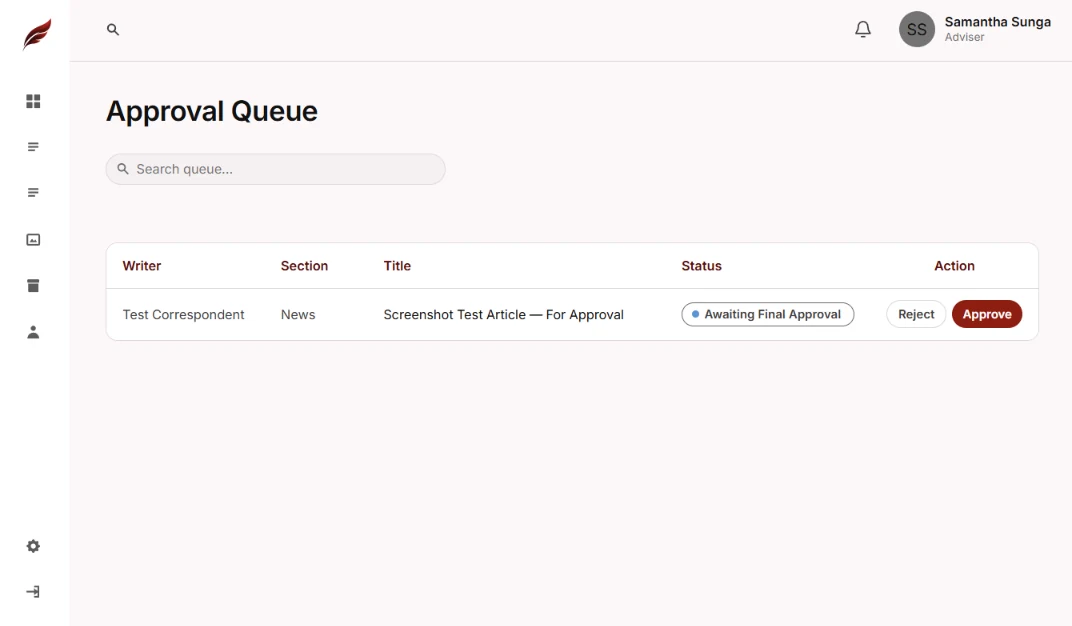 SS
Samantha Sunga
Adviser
Approval Queue
Search queue...
Writer Section Title Status Action
Test Correspondent News Screenshot Test Article — For Approval Awaiting Final Approval Reject Approve